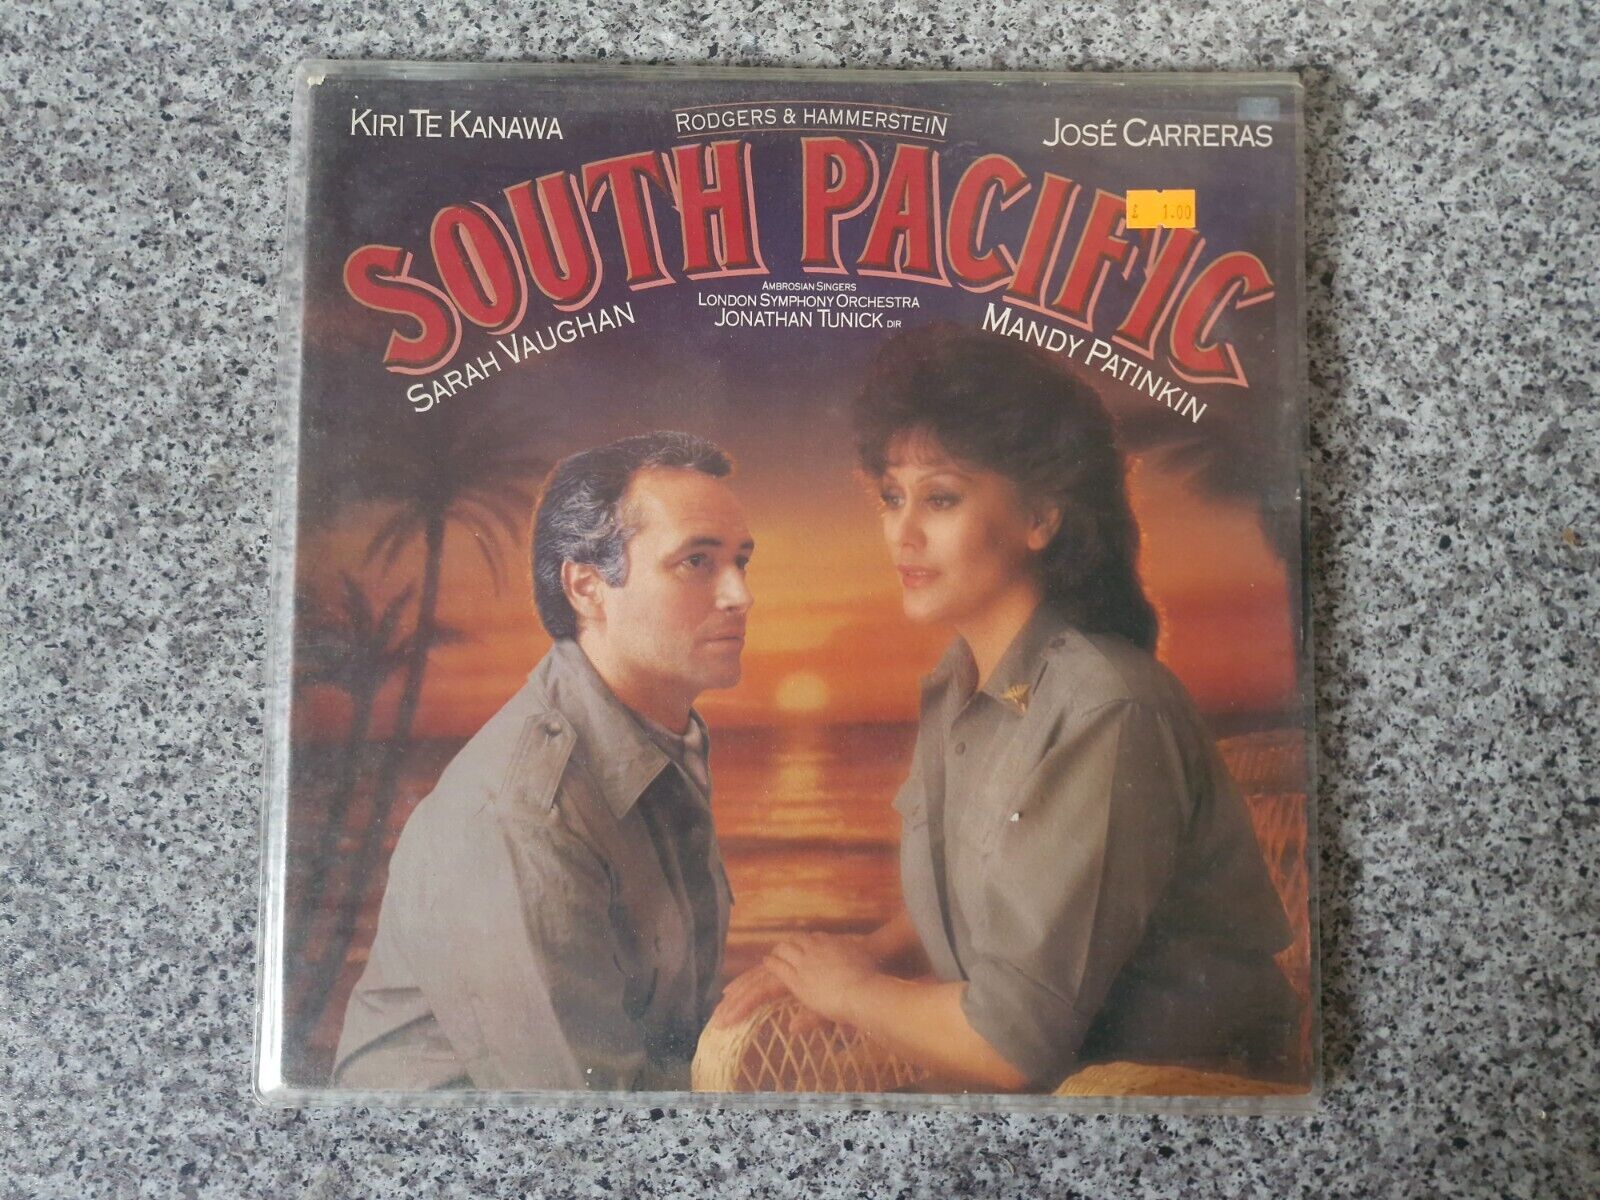 KIRI TE KANAWA
RODGERS & HAMMERSTEIN
JOSÉ CARRERAS
SOUTH PACIFIC
£ 1.00
SARAH VAUGHAN
AMBROSIAN SINGERS
LONDON SYMPHONY ORCHESTRA
JONATHAN TUNICK DIR
MANDY PATINKIN